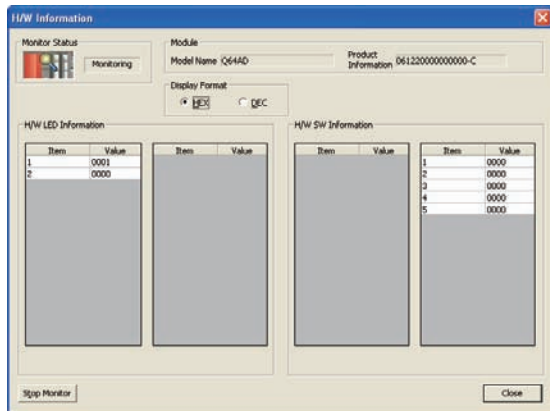 H/W Information
Monitor Status
Monitoring
Module
Model Name Q64AD
Product Information 061220000000000-C
Display Format
HEX DEC
H/W LED Information
Item Value Item Value
1 0001
2 0000
H/W SW Information
Item Value Item Value
1 0000
2 0000
3 0000
4 0000
5 0000
Stop Monitor
Close